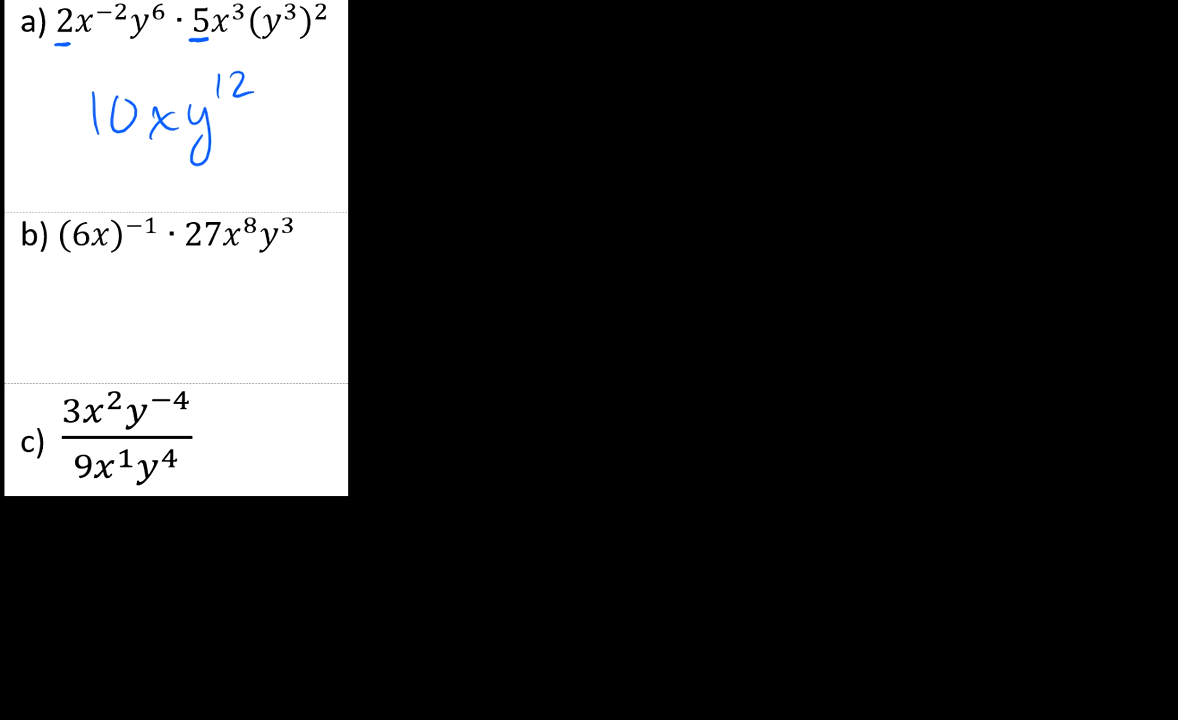 a) 2x⁻²y⁶ · 5x³(y³)²
10xy¹²
b) (6x)⁻¹ · 27x⁸y³
c) 3x²y⁻⁴
9x¹y⁴